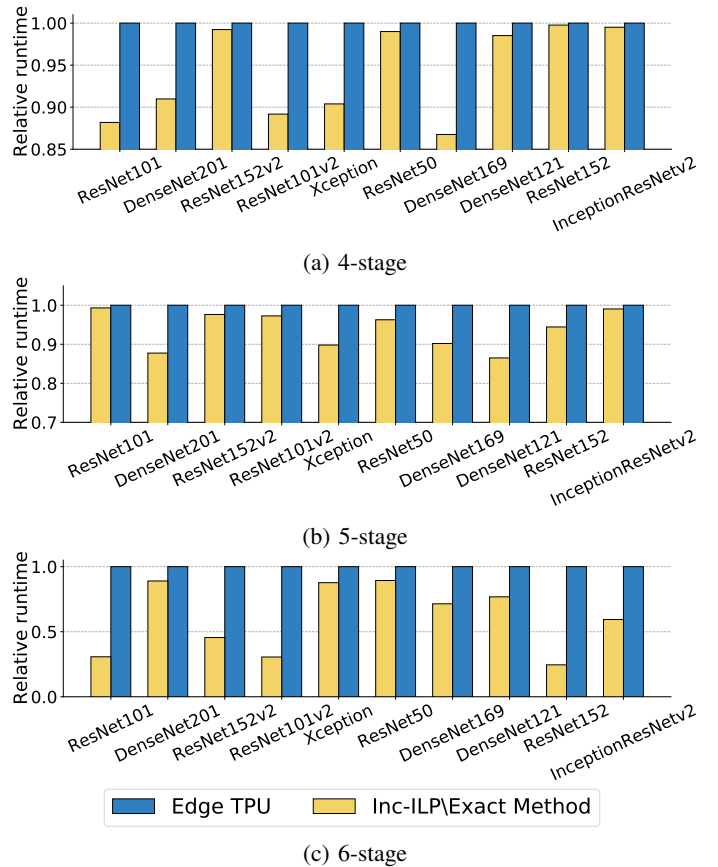 Relative runtime
1.00
0.95
0.90
0.85
ResNet101
DenseNet201
ResNet152v2
ResNet101v2
Xception
ResNet50
DenseNet169
DenseNet121
ResNet152
InceptionResNetv2
(a) 4-stage
Relative runtime
1.0
0.9
0.8
0.7
ResNet101
DenseNet201
ResNet152v2
ResNet101v2
Xception
ResNet50
DenseNet169
DenseNet121
ResNet152
InceptionResNetv2
(b) 5-stage
Relative runtime
1.0
0.5
0.0
ResNet101
DenseNet201
ResNet152v2
ResNet101v2
Xception
ResNet50
DenseNet169
DenseNet121
ResNet152
InceptionResNetv2
Edge TPU Inc-ILP\Exact Method
(c) 6-stage